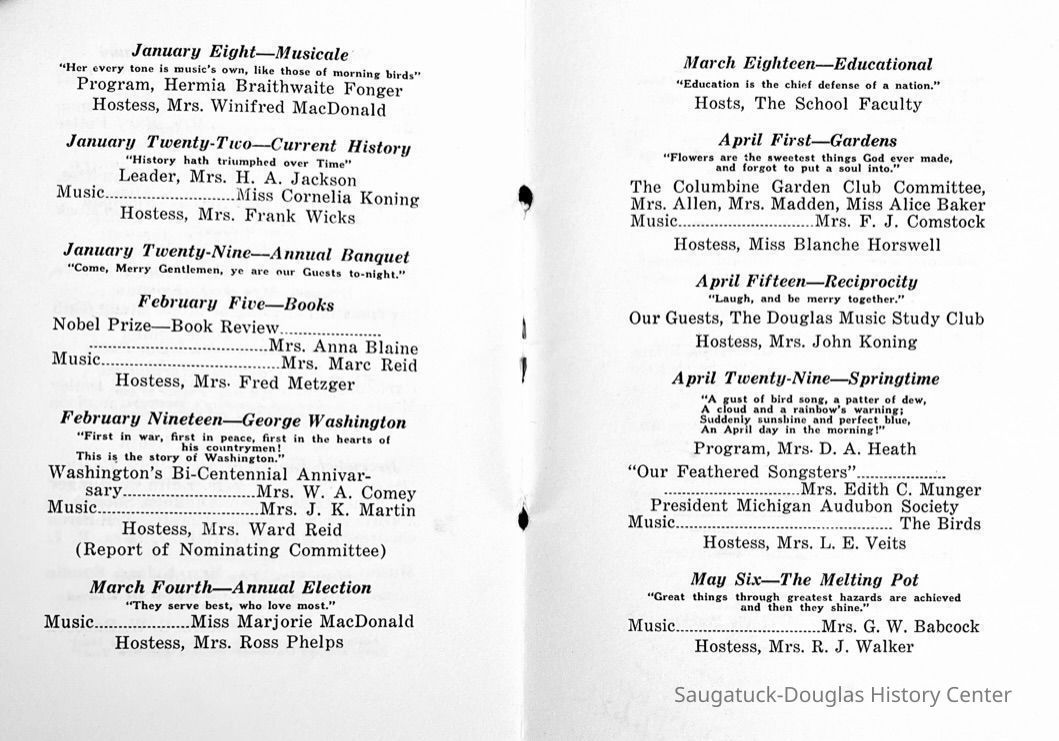 January Eight—Musicale
"Her every tone is music's own, like those of morning birds"
Program, Hermia Braithwaite Fonger
Hostess, Mrs. Winifred MacDonald
January Twenty-Two—Current History
"History hath triumphed over Time"
Leader, Mrs. H. A. Jackson
Music..............................Miss Cornelia Koning
Hostess, Mrs. Frank Wicks
January Twenty-Nine—Annual Banquet
"Come, Merry Gentlemen, ye are our Guests to-night."
February Five—Books
Nobel Prize—Book Review.......................
........................................Mrs. Anna Blaine
Music........................................Mrs. Marc Reid
Hostess, Mrs. Fred Metzger
February Nineteen—George Washington
"First in war, first in peace, first in the hearts of
his countrymen!
This is the story of Washington."
Washington's Bi-Centennial Annivar-
sary..............................Mrs. W. A. Comey
Music....................................Mrs. J. K. Martin
Hostess, Mrs. Ward Reid
(Report of Nominating Committee)
March Fourth—Annual Election
"They serve best, who love most."
Music......................Miss Marjorie MacDonald
Hostess, Mrs. Ross Phelps
March Eighteen—Educational
"Education is the chief defense of a nation."
Hosts, The School Faculty
April First—Gardens
"Flowers are the sweetest things God ever made,
and forgot to put a soul into."
The Columbine Garden Club Committee,
Mrs. Allen, Mrs. Madden, Miss Alice Baker
Music..............................Mrs. F. J. Comstock
Hostess, Miss Blanche Horswell
April Fifteen—Reciprocity
"Laugh, and be merry together."
Our Guests, The Douglas Music Study Club
Hostess, Mrs. John Koning
April Twenty-Nine—Springtime
"A gust of bird song, a patter of dew,
A cloud and a rainbow's warning;
Suddenly sunshine and perfect blue,
An April day in the morning!"
Program, Mrs. D. A. Heath
"Our Feathered Songsters"....................
..............................Mrs. Edith C. Munger
President Michigan Audubon Society
Music................................................ The Birds
Hostess, Mrs. L. E. Veits
May Six—The Melting Pot
"Great things through greatest hazards are achieved
and then they shine."
Music................................Mrs. G. W. Babcock
Hostess, Mrs. R. J. Walker
Saugatuck-Douglas History Center